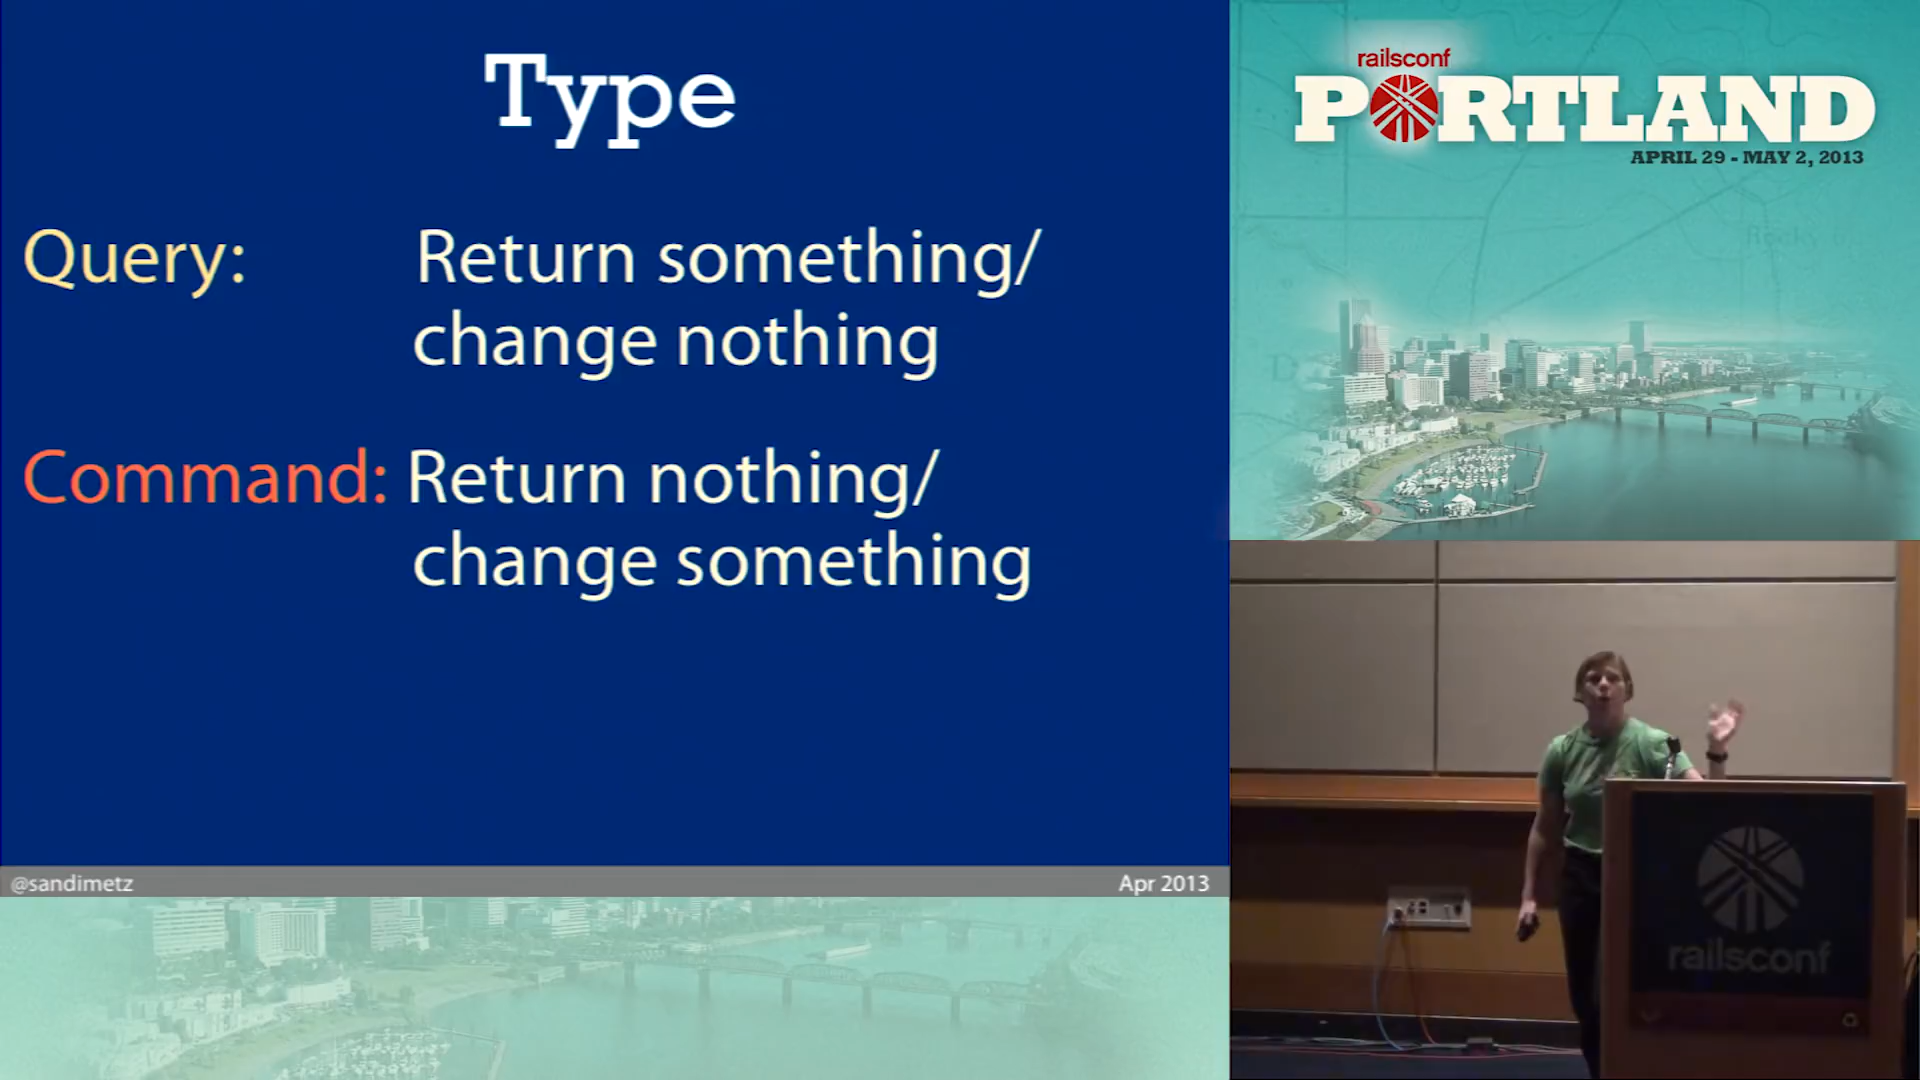 Type
Query: Return something/
change nothing
Command: Return nothing/
change something
@sandimetz
Apr 2013
railsconf
PORTLAND
APRIL 29 - MAY 2, 2013
railsconf